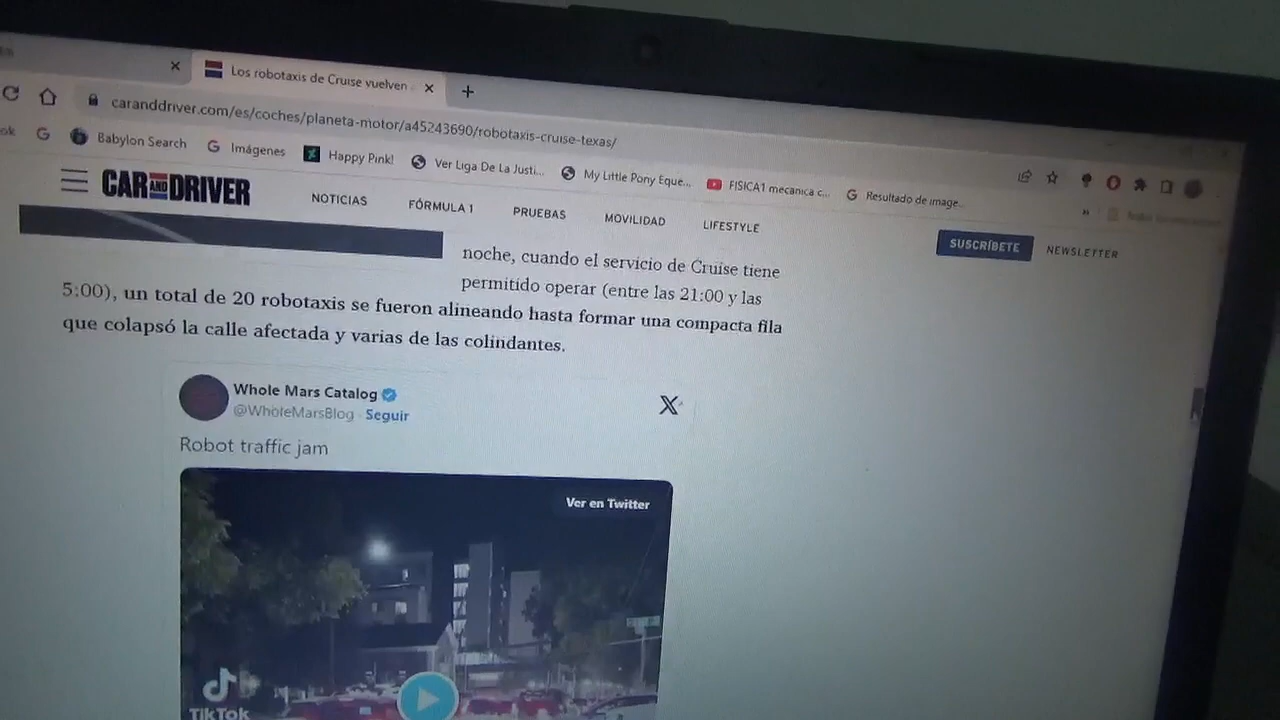 Los robotaxis de Cruise vuelven
caranddriver.com/es/coches/planeta-motor/a45243690/robotaxis-cruise-texas/
ok Babylon Search Imágenes Happy Pink! Ver Liga De La Justi... My Little Pony Eque... FISICA1 mecanica c... Resultado de image...
CAR AND DRIVER NOTICIAS FÓRMULA 1 PRUEBAS MOVILIDAD LIFESTYLE SUSCRÍBETE NEWSLETTER
noche, cuando el servicio de Cruise tiene
permitido operar (entre las 21:00 y las
5:00), un total de 20 robotaxis se fueron alineando hasta formar una compacta fila
que colapsó la calle afectada y varias de las colindantes.
Whole Mars Catalog
@WholeMarsBlog · Seguir
Robot traffic jam
Ver en Twitter
TikTok